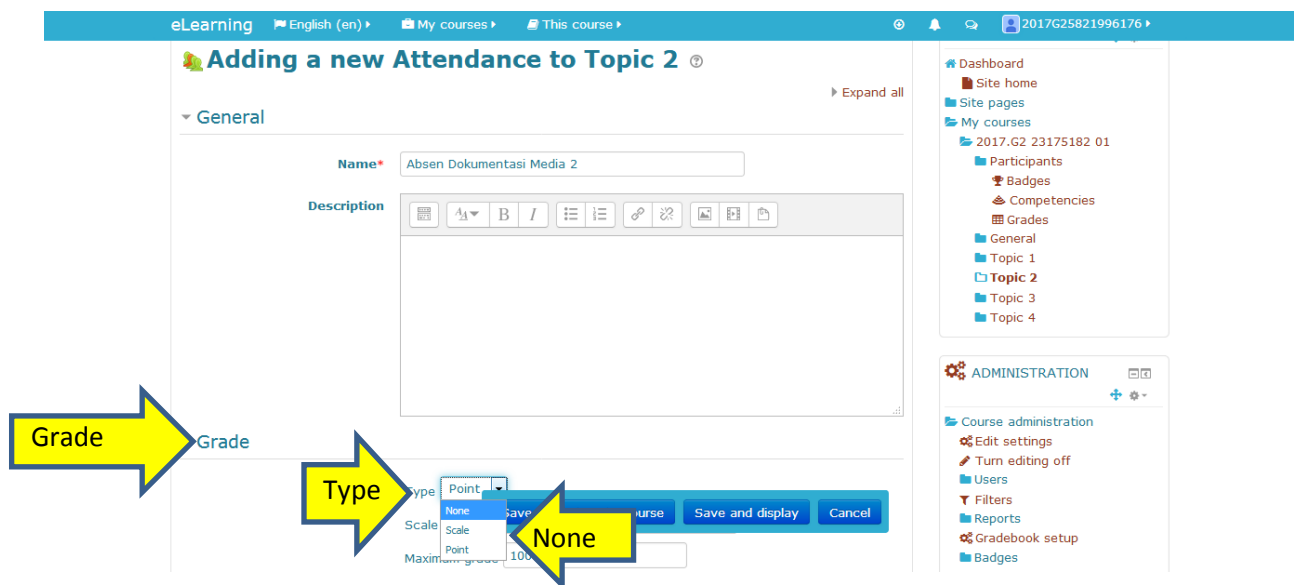 eLearning English (en) My courses This course 2017G25821996176
Adding a new Attendance to Topic 2
Expand all
General
Name* Absen Dokumentasi Media 2
Description
B I
Grade
Grade
Type
Type Point
None
Scale
Point
None
Scale
Maximum grade 100
Save and display
Cancel
Dashboard
Site home
Site pages
My courses
2017.G2 23175182 01
Participants
Badges
Competencies
Grades
General
Topic 1
Topic 2
Topic 3
Topic 4
ADMINISTRATION
Course administration
Edit settings
Turn editing off
Users
Filters
Reports
Gradebook setup
Badges